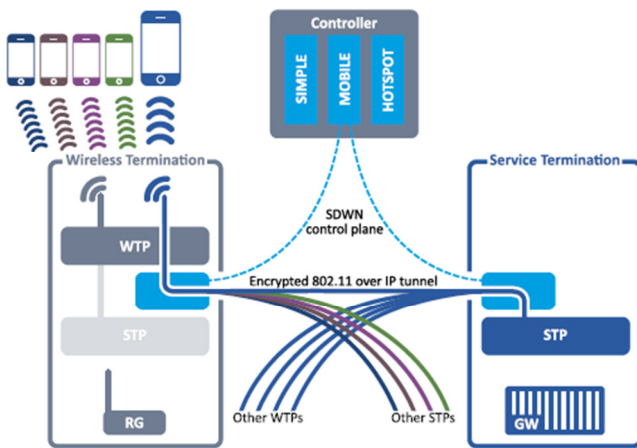 Controller
SIMPLE
MOBILE
HOTSPOT
Wireless Termination
Service Termination
SDWN
control plane
WTP
Encrypted 802.11 over IP tunnel
STP
STP
RG
Other WTPs
Other STPs
GW